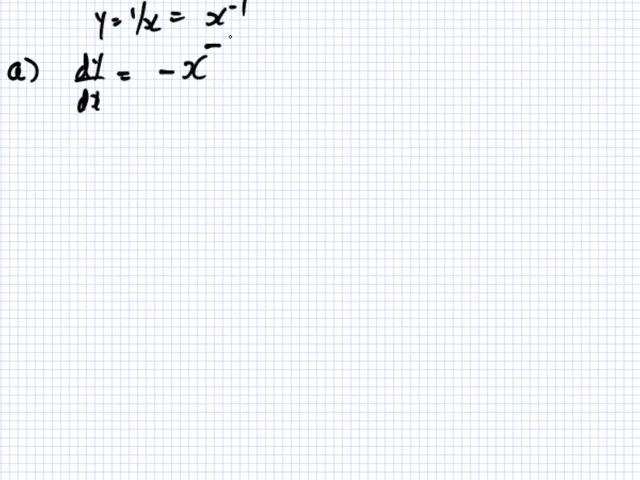 y = 1/x = x⁻¹
a) dy/dx = - x⁻